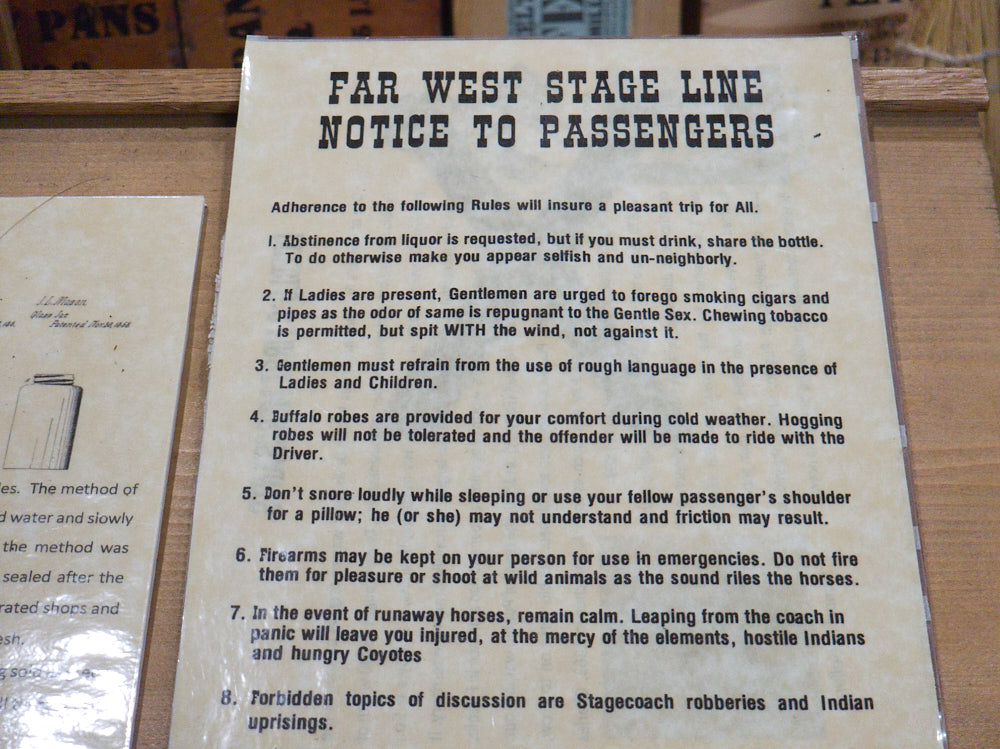 PANS
FAR WEST STAGE LINE
NOTICE TO PASSENGERS
Adherence to the following Rules will insure a pleasant trip for All.
1. Abstinence from liquor is requested, but if you must drink, share the bottle.
To do otherwise make you appear selfish and un-neighborly.
2. If Ladies are present, Gentlemen are urged to forego smoking cigars and
pipes as the odor of same is repugnant to the Gentle Sex. Chewing tobacco
is permitted, but spit WITH the wind, not against it.
3. Gentlemen must refrain from the use of rough language in the presence of
Ladies and Children.
4. Buffalo robes are provided for your comfort during cold weather. Hogging
robes will not be tolerated and the offender will be made to ride with the
Driver.
5. Don't snore loudly while sleeping or use your fellow passenger's shoulder
for a pillow; he (or she) may not understand and friction may result.
6. Firearms may be kept on your person for use in emergencies. Do not fire
them for pleasure or shoot at wild animals as the sound riles the horses.
7. In the event of runaway horses, remain calm. Leaping from the coach in
panic will leave you injured, at the mercy of the elements, hostile Indians
and hungry Coyotes
8. Forbidden topics of discussion are Stagecoach robberies and Indian
uprisings.
J.L. Mason
Glass Jar
Patented Nov. 30, 1858
The method of
water and slowly
the method was
sealed after the
shops and